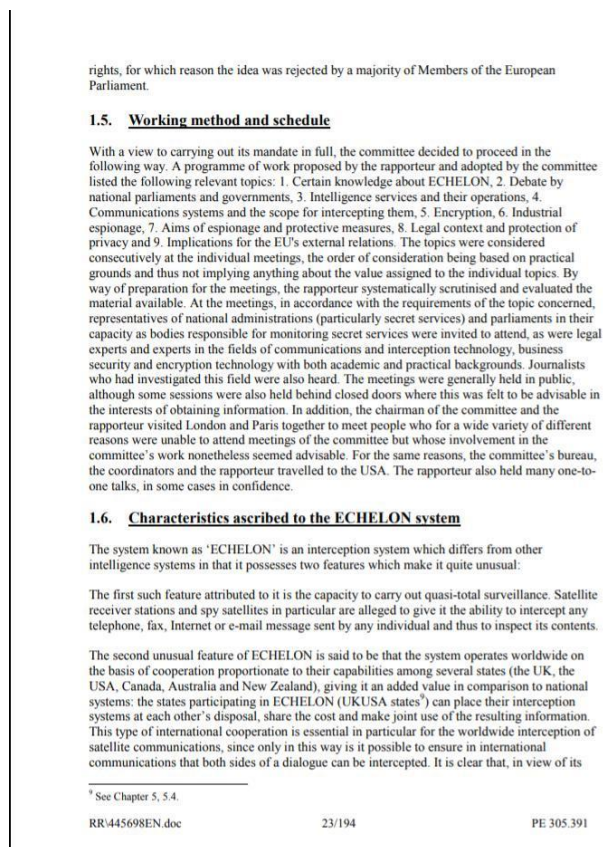 rights, for which reason the idea was rejected by a majority of Members of the European
Parliament.
1.5. Working method and schedule
With a view to carrying out its mandate in full, the committee decided to proceed in the
following way. A programme of work proposed by the rapporteur and adopted by the committee
listed the following relevant topics: 1. Certain knowledge about ECHELON, 2. Debate by
national parliaments and governments, 3. Intelligence services and their operations, 4.
Communications systems and the scope for intercepting them, 5. Encryption, 6. Industrial
espionage, 7. Aims of espionage and protective measures, 8. Legal context and protection of
privacy and 9. Implications for the EU's external relations. The topics were considered
consecutively at the individual meetings, the order of consideration being based on practical
grounds and thus not implying anything about the value assigned to the individual topics. By
way of preparation for the meetings, the rapporteur systematically scrutinised and evaluated the
material available. At the meetings, in accordance with the requirements of the topic concerned,
representatives of national administrations (particularly secret services) and parliaments in their
capacity as bodies responsible for monitoring secret services were invited to attend, as were legal
experts and experts in the fields of communications and interception technology, business
security and encryption technology with both academic and practical backgrounds. Journalists
who had investigated this field were also heard. The meetings were generally held in public,
although some sessions were also held behind closed doors where this was felt to be advisable in
the interests of obtaining information. In addition, the chairman of the committee and the
rapporteur visited London and Paris together to meet people who for a wide variety of different
reasons were unable to attend meetings of the committee but whose involvement in the
committee's work nonetheless seemed advisable. For the same reasons, the committee's bureau,
the coordinators and the rapporteur travelled to the USA. The rapporteur also held many one-to-
one talks, in some cases in confidence.
1.6. Characteristics ascribed to the ECHELON system
The system known as ‘ECHELON’ is an interception system which differs from other
intelligence systems in that it possesses two features which make it quite unusual:
The first such feature attributed to it is the capacity to carry out quasi-total surveillance. Satellite
receiver stations and spy satellites in particular are alleged to give it the ability to intercept any
telephone, fax, Internet or e-mail message sent by any individual and thus to inspect its contents.
The second unusual feature of ECHELON is said to be that the system operates worldwide on
the basis of cooperation proportionate to their capabilities among several states (the UK, the
USA, Canada, Australia and New Zealand), giving it an added value in comparison to national
systems: the states participating in ECHELON (UKUSA states⁹) can place their interception
systems at each other's disposal, share the cost and make joint use of the resulting information.
This type of international cooperation is essential in particular for the worldwide interception of
satellite communications, since only in this way is it possible to ensure in international
communications that both sides of a dialogue can be intercepted. It is clear that, in view of its
⁹ See Chapter 5, 5.4.
RR\445698EN.doc 23/194 PE 305.391